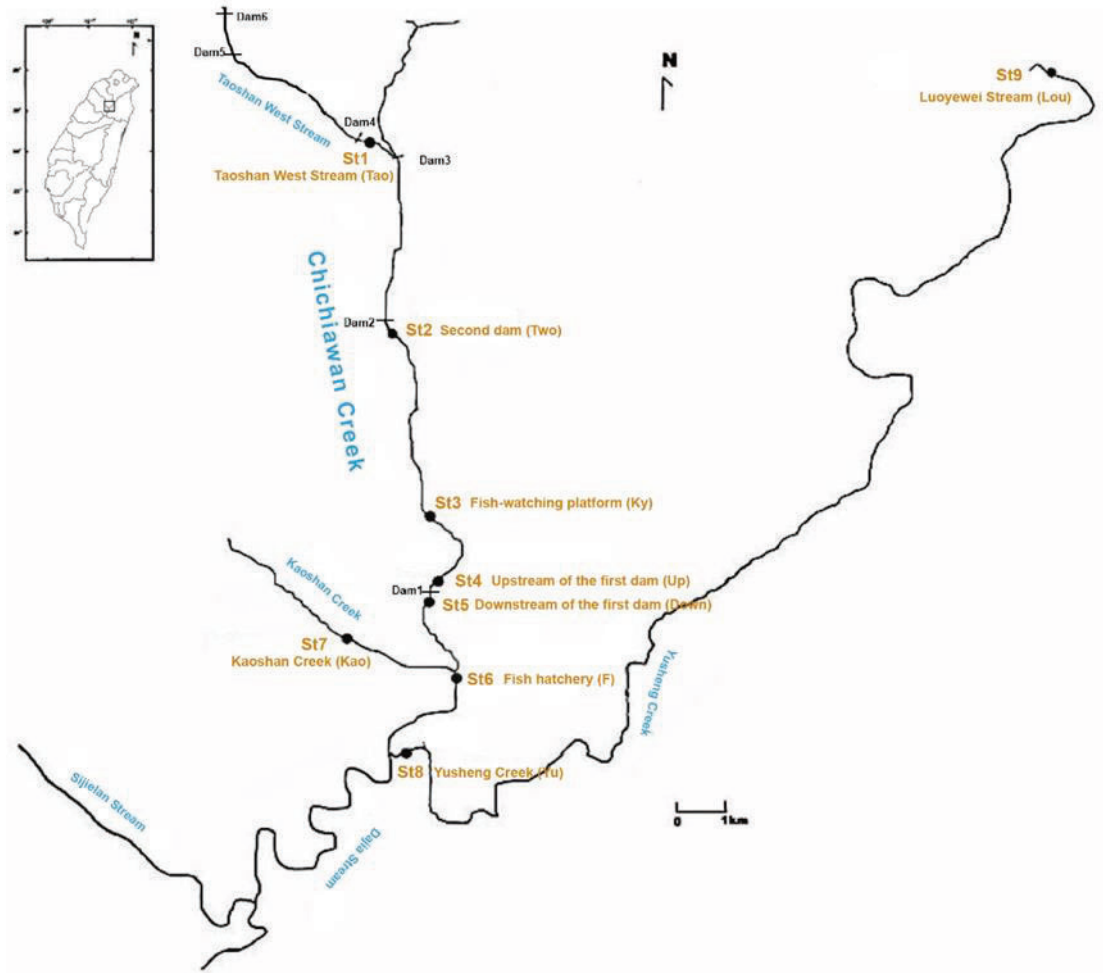 Dam6
Dam5
Taoshan West Stream
Dam4
St1
Dam3
Taoshan West Stream (Tao)
N
St9
Luoyewei Stream (Lou)
Chichiawan Creek
Dam2
St2 Second dam (Two)
St3 Fish-watching platform (Ky)
Kaoshan Creek
St4 Upstream of the first dam (Up)
Dam1
St5 Downstream of the first dam (Down)
St7
Kaoshan Creek (Kao)
St6 Fish hatchery (F)
Yusheng Creek
St8 Yusheng Creek (Yu)
Sijielan Stream
Dajia Stream
0 1km